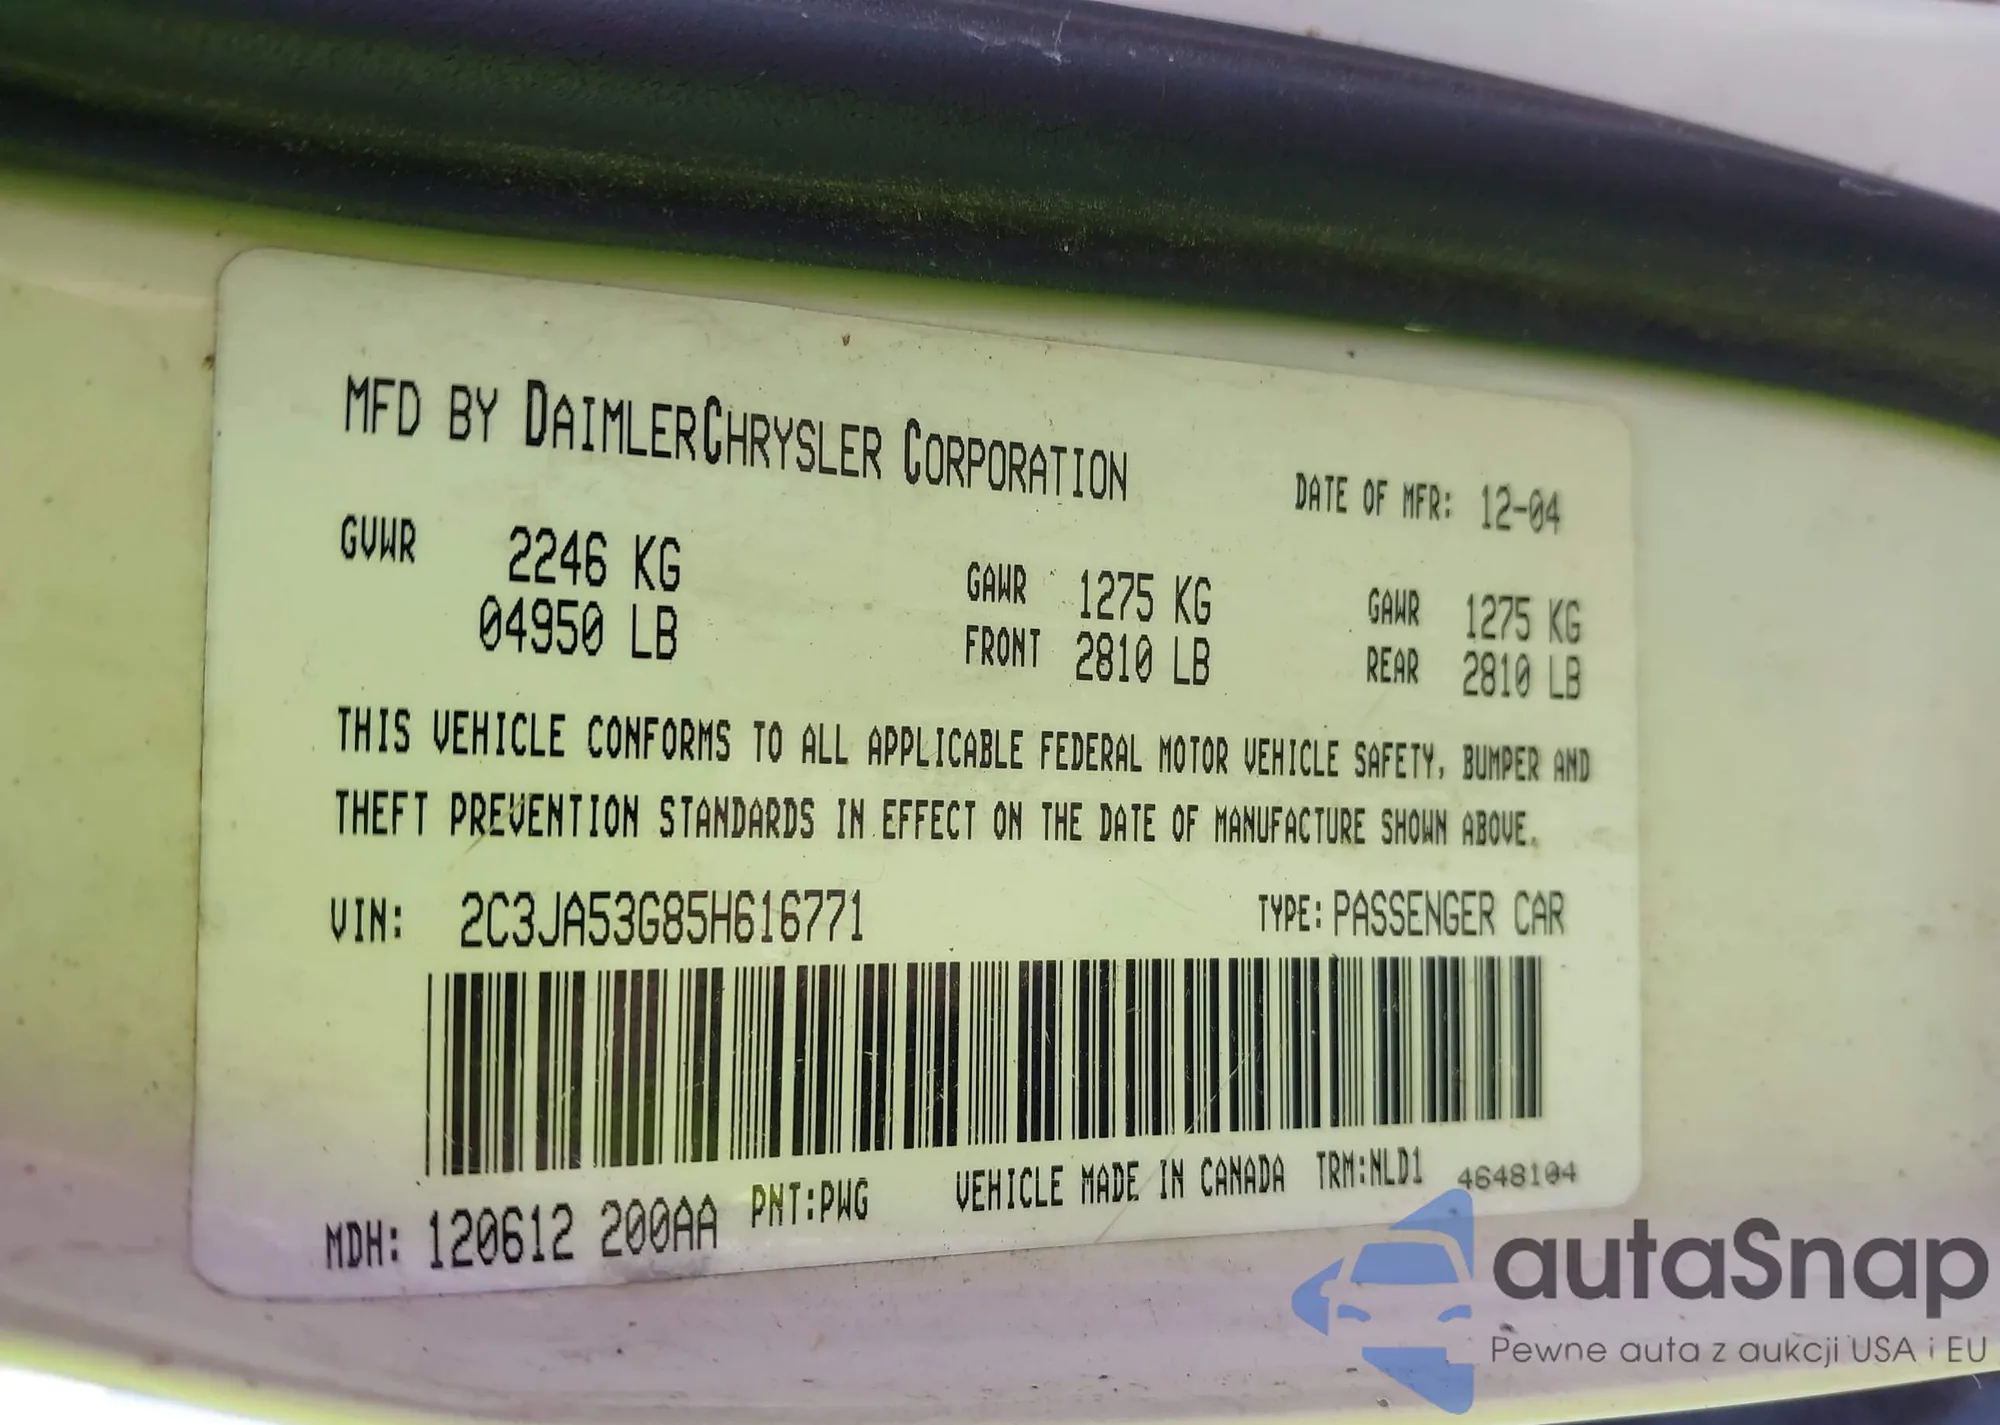 MFD BY DAIMLERCHRYSLER CORPORATION
DATE OF MFR: 12-04
GVWR 2246 KG
04950 LB
GAWR 1275 KG
FRONT 2810 LB
GAWR 1275 KG
REAR 2810 LB
THIS VEHICLE CONFORMS TO ALL APPLICABLE FEDERAL MOTOR VEHICLE SAFETY, BUMPER AND
THEFT PREVENTION STANDARDS IN EFFECT ON THE DATE OF MANUFACTURE SHOWN ABOVE.
VIN: 2C3JA53G85H616771
TYPE: PASSENGER CAR
MDH: 120612 200AA PNT:PWG VEHICLE MADE IN CANADA TRM:NLD1 4648104
autaSnap
Pewne auta z aukcji USA i EU